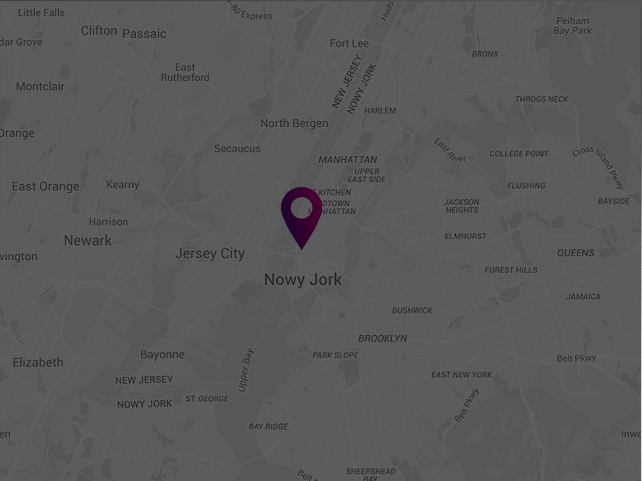 Little Falls
-80 Express
Huds
Pelham
Bay Park
Clifton
Passaic
dar Grove
Fort Lee
BRONX
East
Rutherford
NEW JERSEY
NOWY JORK
Montclair
THROGS NECK
HARLEM
North Bergen
Orange
Secaucus
East River
COLLEGE POINT
Cross Island Pkwy
MANHATTAN
UPPER
EAST SIDE
East Orange
Kearny
FLUSHING
KITCHEN
DTOWN
NHATTAN
JACKSON
HEIGHTS
BAYSIDE
Harrison
Newark
ELMHURST
vington
Jersey City
QUEENS
FOREST HILLS
Nowy Jork
JAMAICA
BUSHWICK
BROOKLYN
Bayonne
PARK SLOPE
Belt Pkwy
Elizabeth
Upper Bay
EAST NEW YORK
NEW JERSEY
NOWY JORK
ST. GEORGE
Belt Pkwy
BAY RIDGE
en
Inwo
SHEEPSHEAD
BAY
Belt